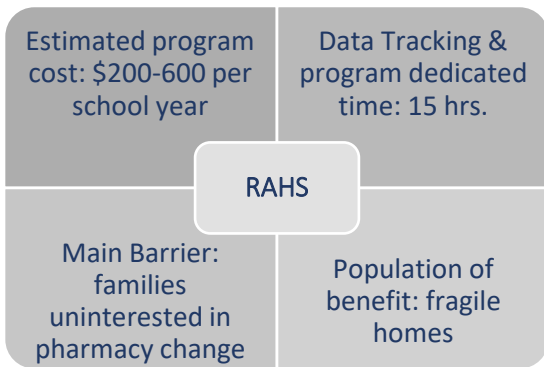 Estimated program
cost: $200-600 per
school year
Data Tracking &
program dedicated
time: 15 hrs.
RAHS
Main Barrier:
families
uninterested in
pharmacy change
Population of
benefit: fragile
homes